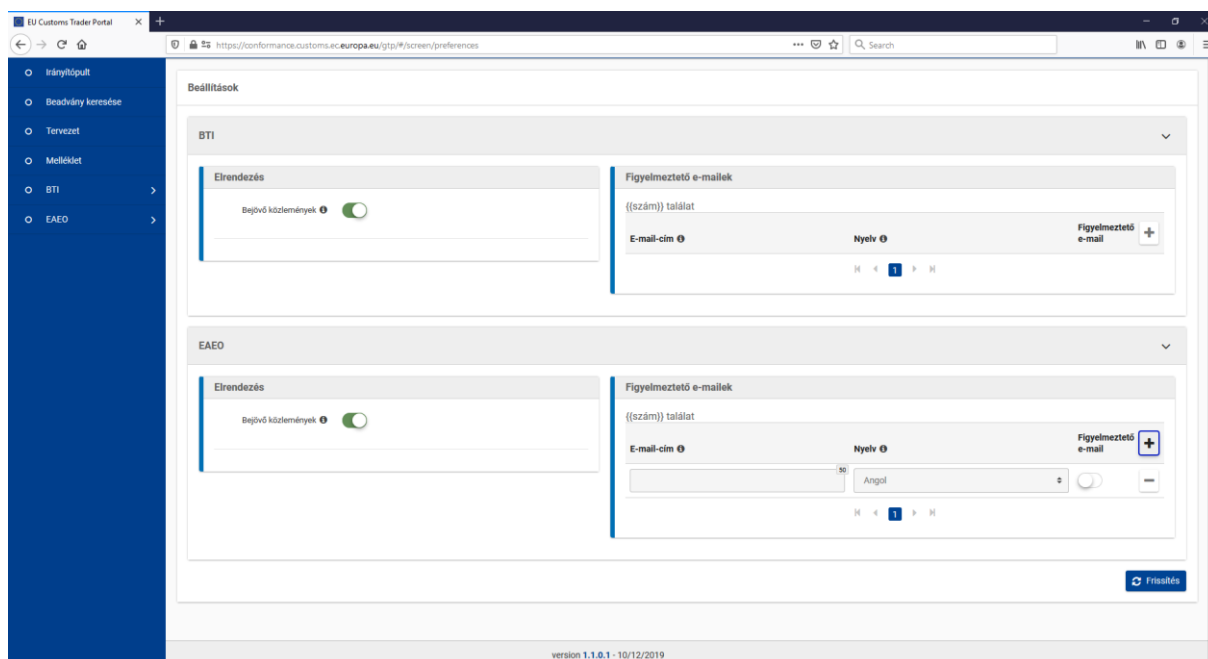 EU Customs Trader Portal
https://conformance.customs.ec.europa.eu/gtp/#/screen/preferences
Search
Irányítópult
Beadvány keresése
Tervezet
Melléklet
BTI
EAEO
Beállítások
BTI
Elrendezés
Bejövő közlemények
Figyelmeztető e-mailek
{{szám}} találat
E-mail-cím
Nyelv
Figyelmeztető
e-mail
1
EAEO
Elrendezés
Bejövő közlemények
Figyelmeztető e-mailek
{{szám}} találat
E-mail-cím
Nyelv
Figyelmeztető
e-mail
50
Angol
1
Frissítés
version 1.1.0.1 - 10/12/2019